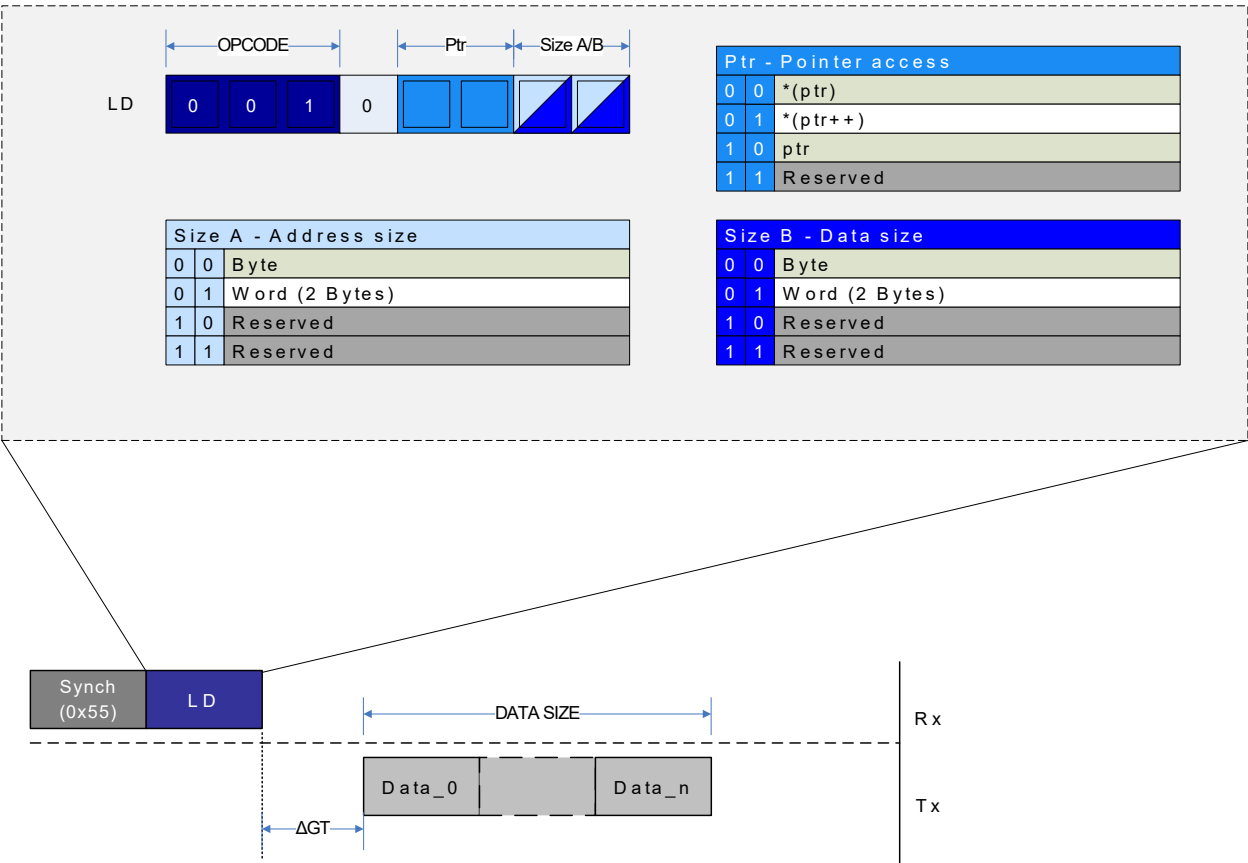 OPCODE Ptr Size A/B
LD 0 0 1 0
Ptr - Pointer access
0 0 *(ptr)
0 1 *(ptr++)
1 0 ptr
1 1 Reserved
Size A - Address size
0 0 Byte
0 1 Word (2 Bytes)
1 0 Reserved
1 1 Reserved
Size B - Data size
0 0 Byte
0 1 Word (2 Bytes)
1 0 Reserved
1 1 Reserved
Synch
(0x55)
LD
DATA SIZE
Rx
Data_0 Data_n
Tx
ΔGT